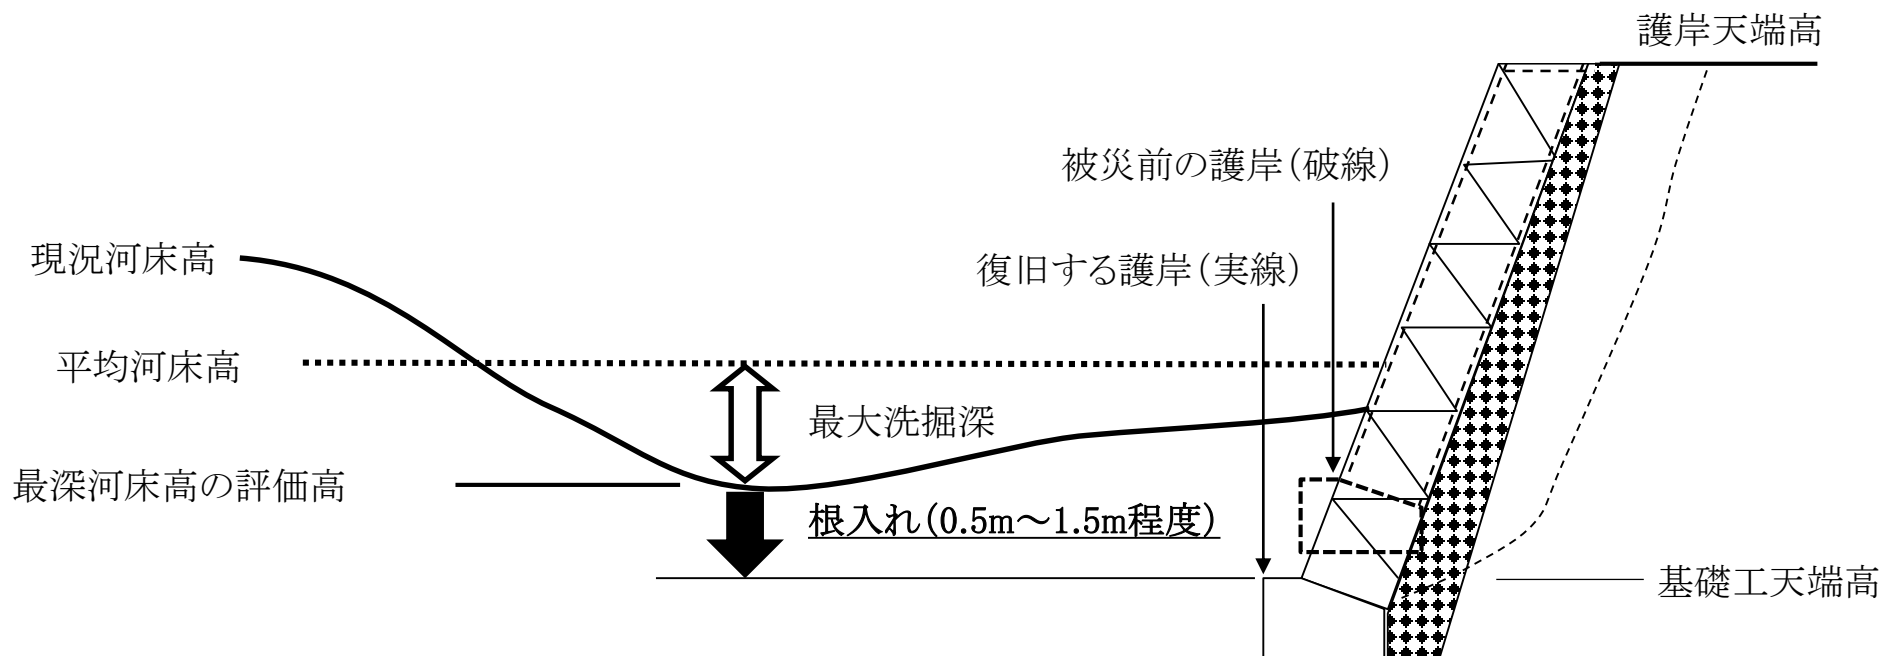 護岸天端高
被災前の護岸（破線）
現況河床高
復旧する護岸（実線）
平均河床高
最大洗掘深
最深河床高の評価高
根入れ（0.5m～1.5m程度）
基礎工天端高